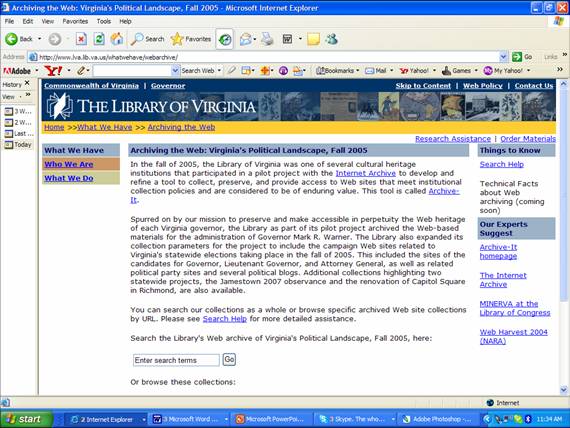 Archiving the Web: Virginia's Political Landscape, Fall 2005 - Microsoft Internet Explorer
File Edit View Favorites Tools Help
Back Search Favorites
Address http://www.lva.lib.va.us/whatwehave/webarchive/ Go Links
Adobe Y! Search Web Bookmarks Mail My Yahoo! Games Yahoo!
History
View
3 W...
2 W...
Last ...
Today
Commonwealth of Virginia | Governor Skip to Content | Web Policy | Contact Us
THE LIBRARY OF VIRGINIA
Home >>What We Have >> Archiving the Web
Research Assistance | Order Materials
What We Have
Who We Are
What We Do
Archiving the Web: Virginia's Political Landscape, Fall 2005
In the fall of 2005, the Library of Virginia was one of several cultural heritage
institutions that participated in a pilot project with the Internet Archive to develop and
refine a tool to collect, preserve, and provide access to Web sites that meet institutional
collection policies and are considered to be of enduring value. This tool is called Archive-
It.
Spurred on by our mission to preserve and make accessible in perpetuity the Web heritage
of each Virginia governor, the Library as part of its pilot project archived the Web-based
materials for the administration of Governor Mark R. Warner. The Library also expanded its
collection parameters for the project to include the campaign Web sites related to
Virginia's statewide elections taking place in the fall of 2005. This included the sites of the
candidates for Governor, Lieutenant Governor, and Attorney General, as well as related
political party sites and several political blogs. Additional collections highlighting two
statewide projects, the Jamestown 2007 observance and the renovation of Capitol Square
in Richmond, are also available.
You can search our collections as a whole or browse specific archived Web site collections
by URL. Please see Search Help for more detailed assistance.
Search the Library's Web archive of Virginia's Political Landscape, Fall 2005, here:
Enter search terms Go
Or browse these collections:
Things to Know
Search Help
Technical Facts
about Web
archiving (coming
soon)
Our Experts
Suggest
Archive-It
homepage
The Internet
Archive
MINERVA at the
Library of Congress
Web Harvest 2004
(NARA)
Internet
start 2 Internet Explorer 3 Microsoft Word ... Microsoft PowerPoi... 3 Skype. The who... Adobe Photoshop - ... 11:34 AM